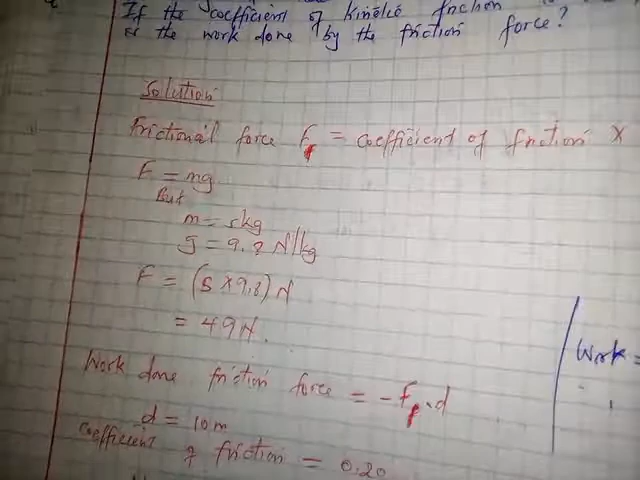 If the coefficient of kinetic friction is
is the work done by the friction force?
Solution
Frictional force Ff = coefficient of friction x
F = mg
But
m = 5kg
g = 9.8 N/kg
F = (5 x 9.8) N
= 49N.
Work done friction force = -Ff.d
d = 10m
coefficient of friction = 0.20
Work =